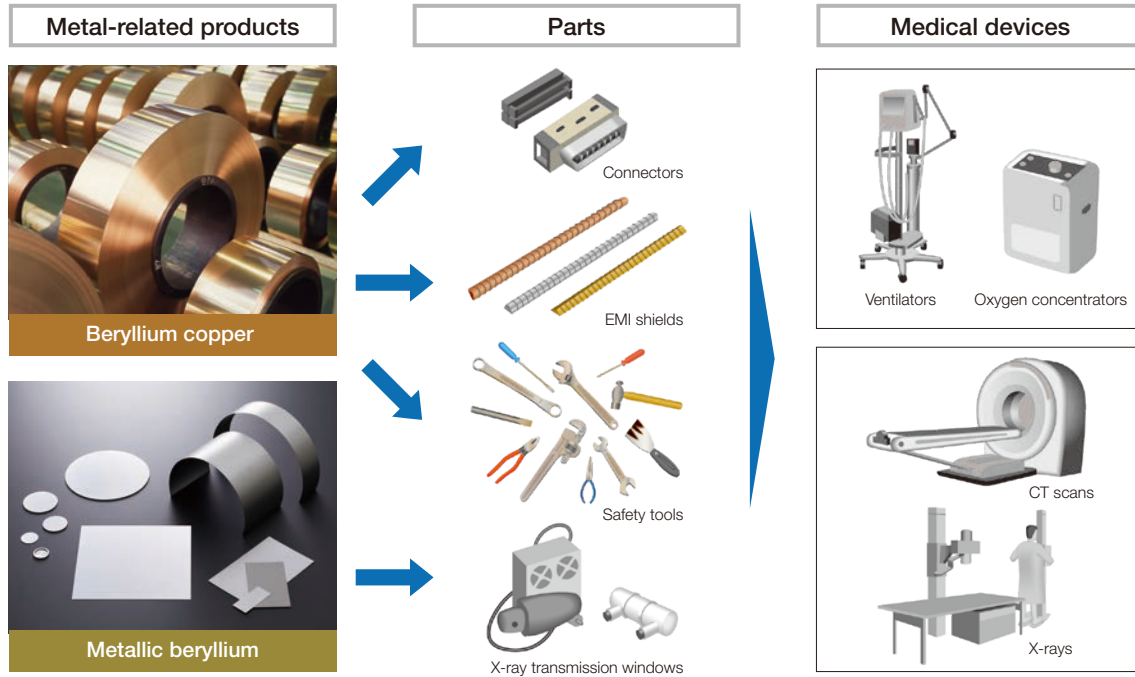 Metal-related products
Parts
Medical devices
Connectors
EMI shields
Safety tools
X-ray transmission windows
Beryllium copper
Metallic beryllium
Ventilators
Oxygen concentrators
CT scans
X-rays